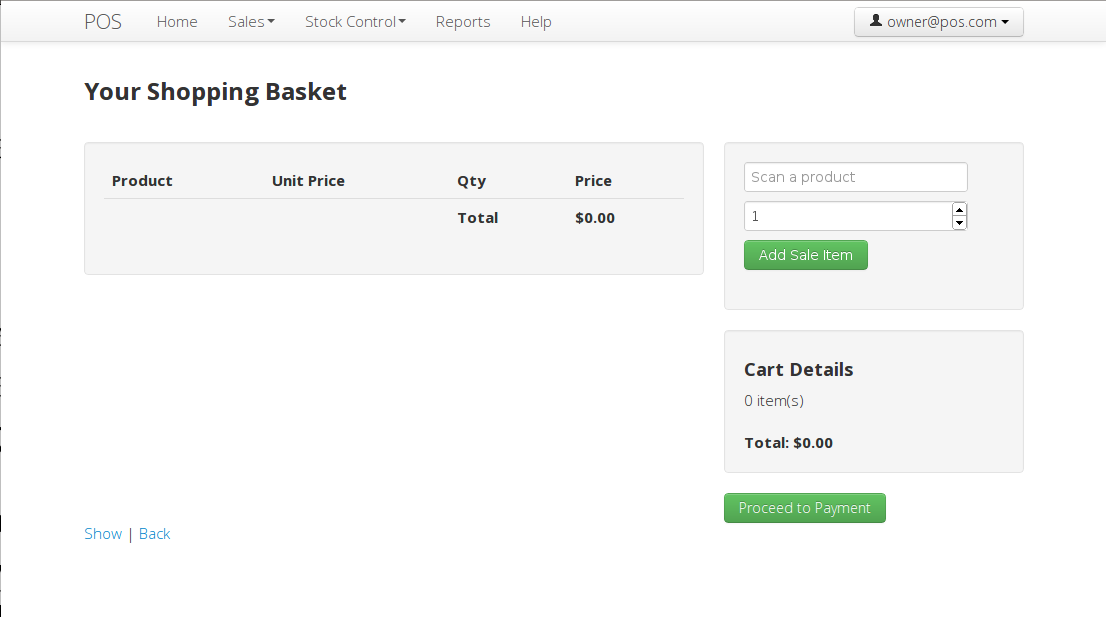 POS Home Sales Stock Control Reports Help owner@pos.com
Your Shopping Basket
Product Unit Price Qty Price
Total $0.00
Scan a product
1
Add Sale Item
Cart Details
0 item(s)
Total: $0.00
Proceed to Payment
Show | Back